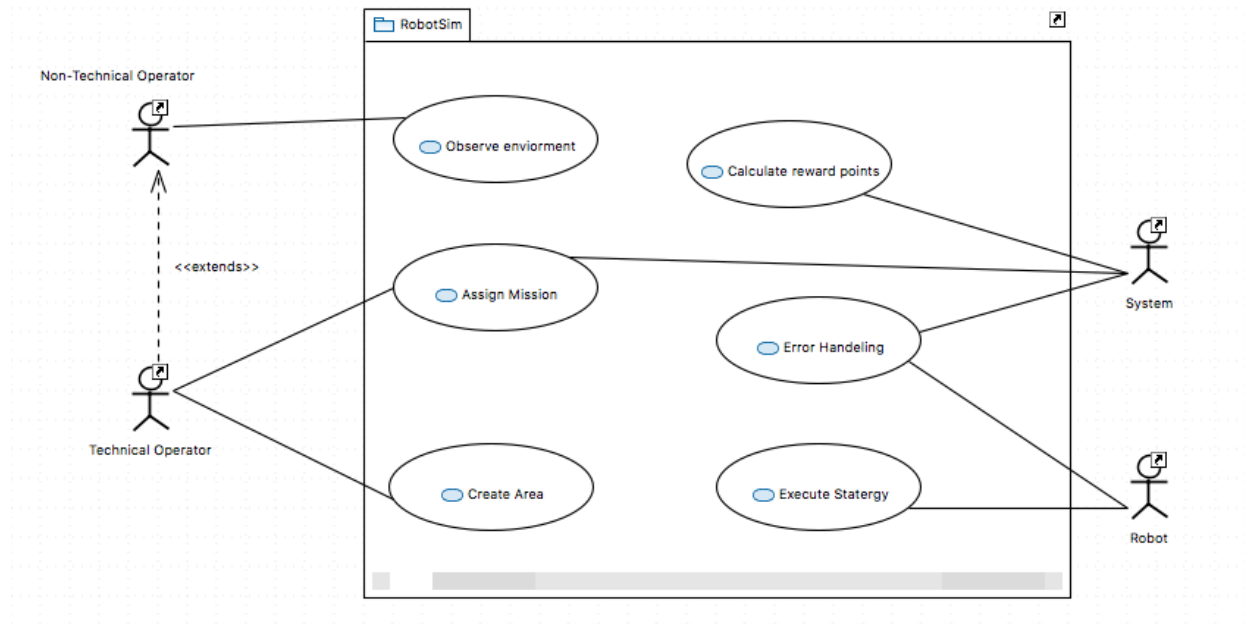 RobotSim
Non-Technical Operator
Observe enviorment
Calculate reward points
<<extends>>
Assign Mission
System
Error Handeling
Technical Operator
Create Area
Execute Statergy
Robot